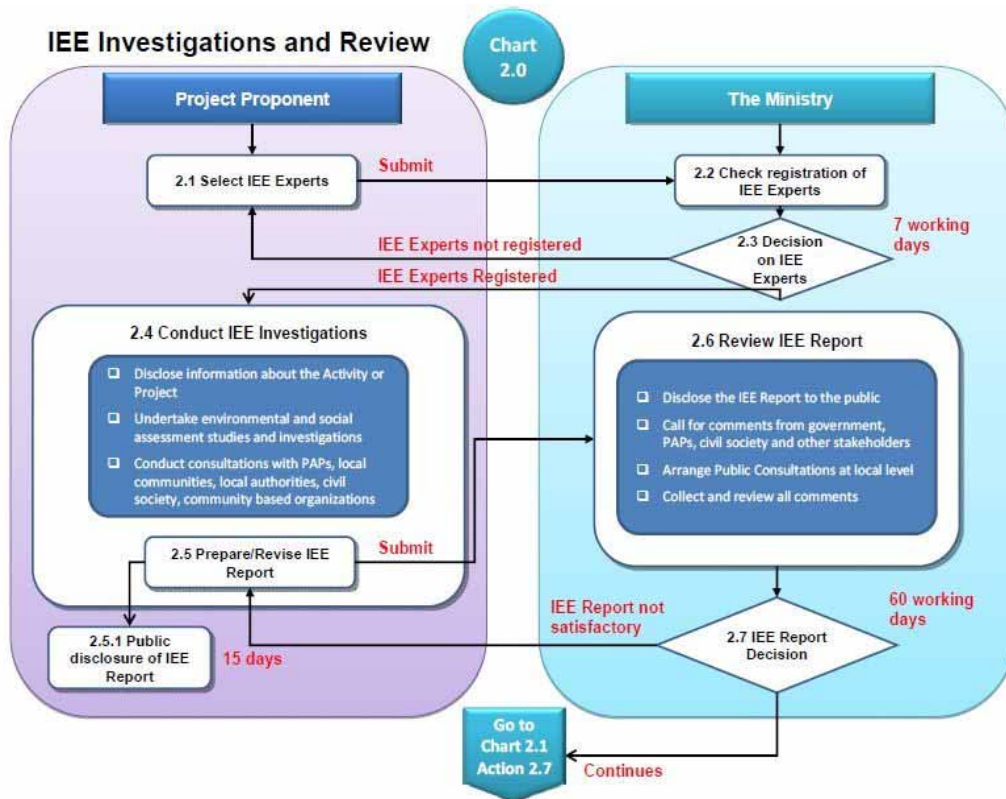 IEE Investigations and Review
Chart
2.0
Project Proponent
The Ministry
2.1 Select IEE Experts
Submit
2.2 Check registration of
IEE Experts
IEE Experts not registered
2.3 Decision
on IEE
Experts
7 working
days
IEE Experts Registered
2.4 Conduct IEE Investigations
Disclose information about the Activity or
Project
Undertake environmental and social
assessment studies and investigations
Conduct consultations with PAPs, local
communities, local authorities, civil
society, community based organizations
2.5 Prepare/Revise IEE
Report
Submit
2.5.1 Public
disclosure of IEE
Report
15 days
2.6 Review IEE Report
Disclose the IEE Report to the public
Call for comments from government,
PAPs, civil society and other stakeholders
Arrange Public Consultations at local level
Collect and review all comments
IEE Report not
satisfactory
2.7 IEE Report
Decision
60 working
days
Go to
Chart 2.1
Action 2.7
Continues